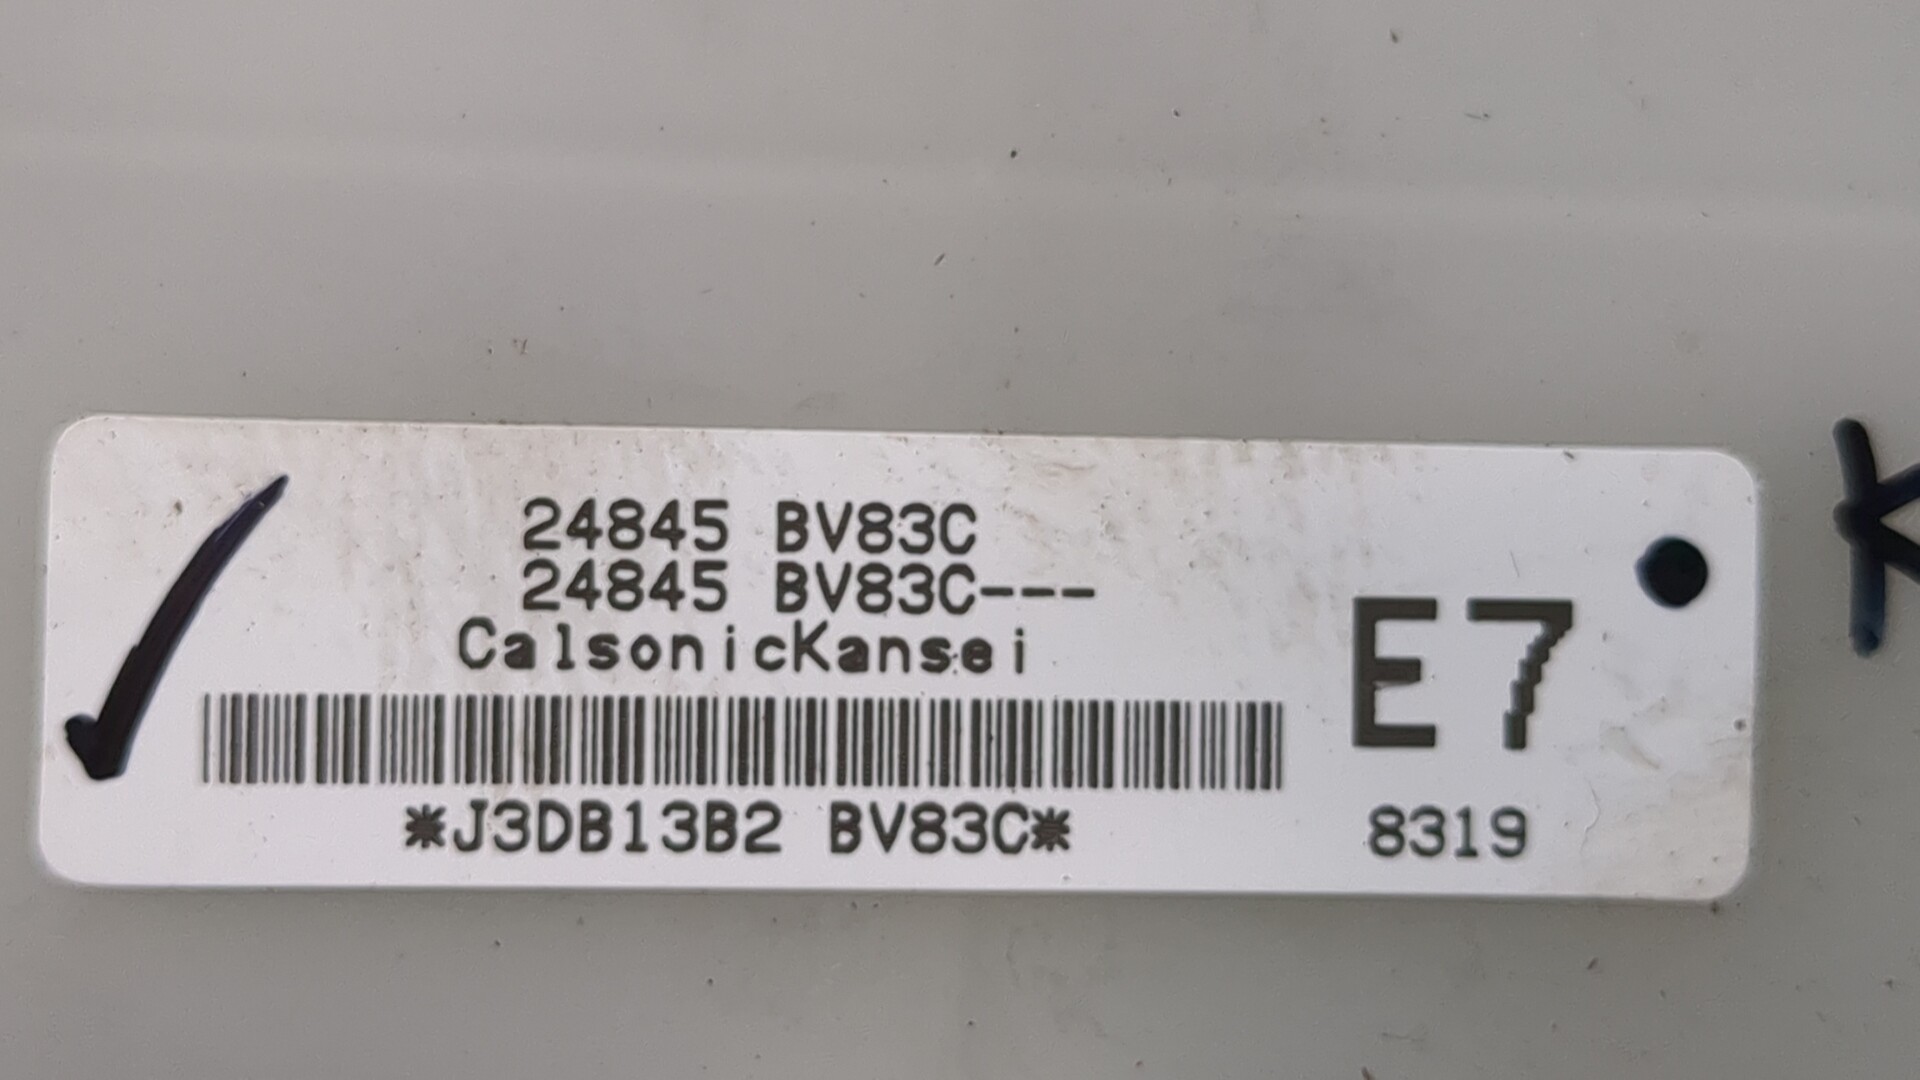 24845 BV83C
24845 BV83C---
CalsonicKansei
E7
*J3DB13B2 BV83C*
8319
K